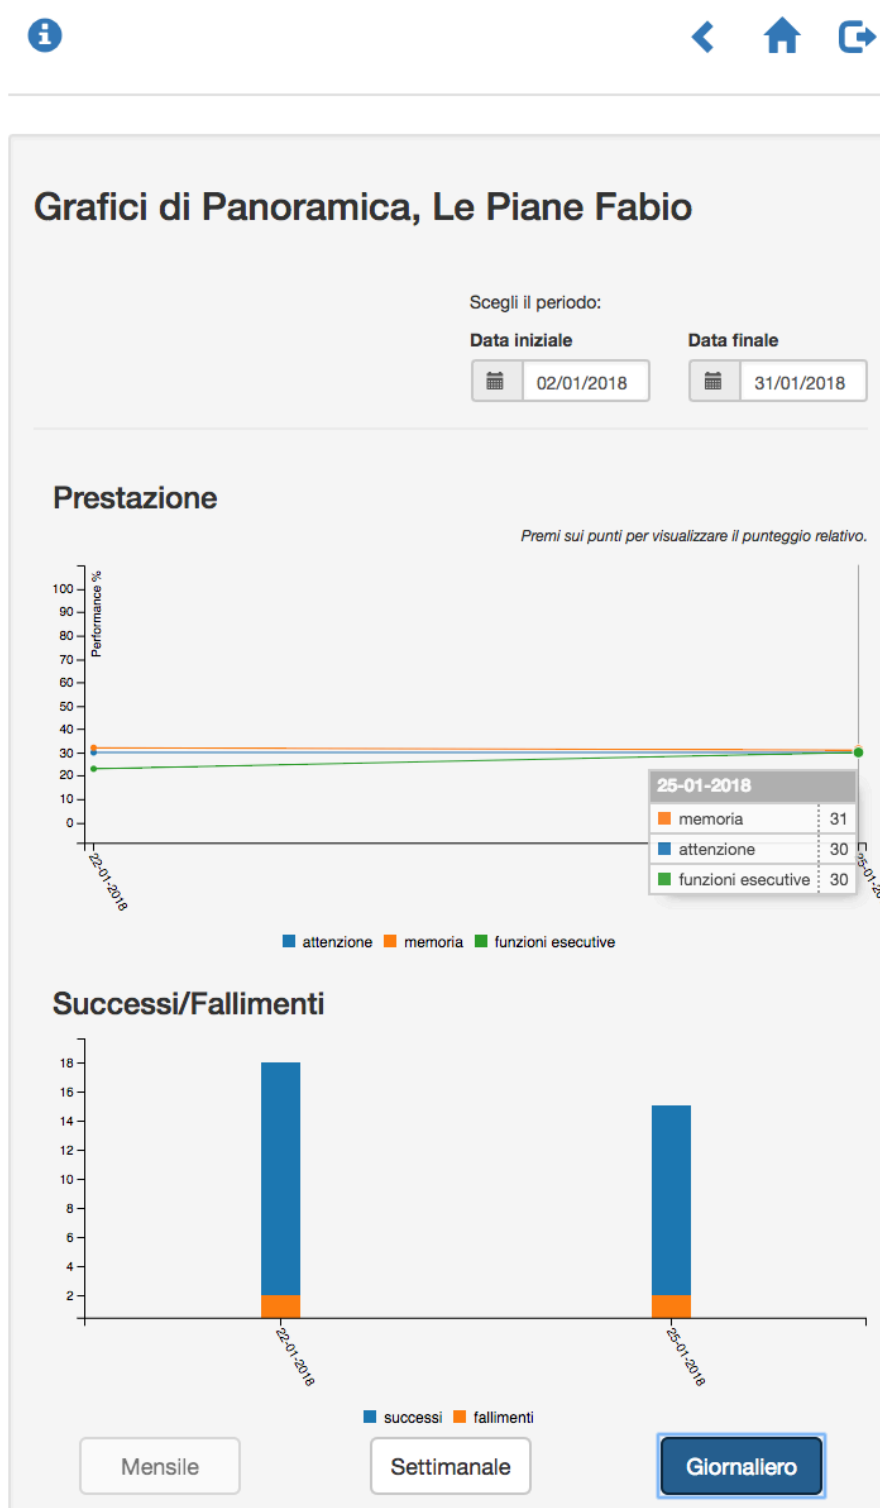 Grafici di Panoramica, Le Piane Fabio
Scegli il periodo:
Data iniziale Data finale
02/01/2018 31/01/2018
Prestazione
Premi sui punti per visualizzare il punteggio relativo.
Performance %
100
90
80
70
60
50
40
30
20
10
0
25-01-2018
memoria 31
attenzione 30
funzioni esecutive 30
22-01-2018
attenzione memoria funzioni esecutive
Successi/Fallimenti
18
16
14
12
10
8
6
4
2
22-01-2018 25-01-2018
successi fallimenti
Mensile Settimanale Giornaliero